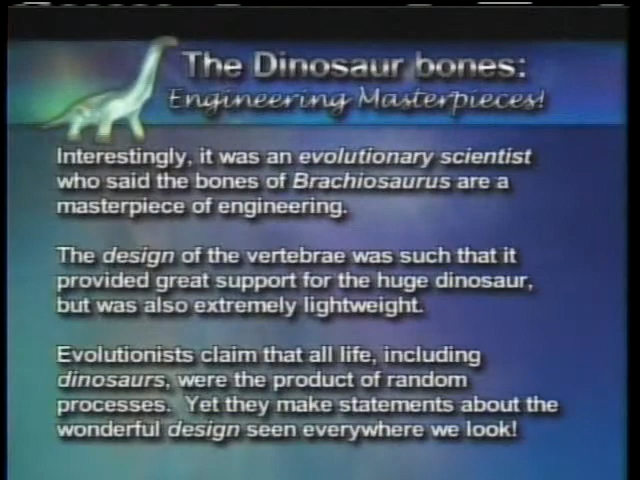 The Dinosaur bones:
Engineering Masterpieces!
Interestingly, it was an evolutionary scientist
who said the bones of Brachiosaurus are a
masterpiece of engineering.
The design of the vertebrae was such that it
provided great support for the huge dinosaur,
but was also extremely lightweight.
Evolutionists claim that all life, including
dinosaurs, were the product of random
processes. Yet they make statements about the
wonderful design seen everywhere we look!